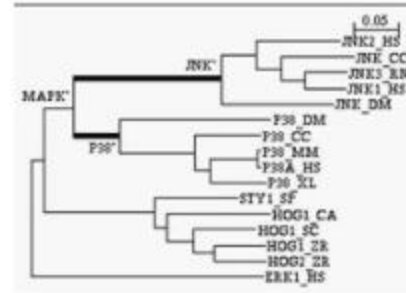 0.05
JNK2_HS
JNK_CC
JNK*
JNK3_RN
MAPK*
JNK1_HS
JNK_DM
P38_DM
P38_CC
P38*
P38_MM
P38A_HS
P38_XL
STY1_SF
HOG1_CA
HOG1_SC
HOG1_ZR
HOG2_ZR
ERK1_HS